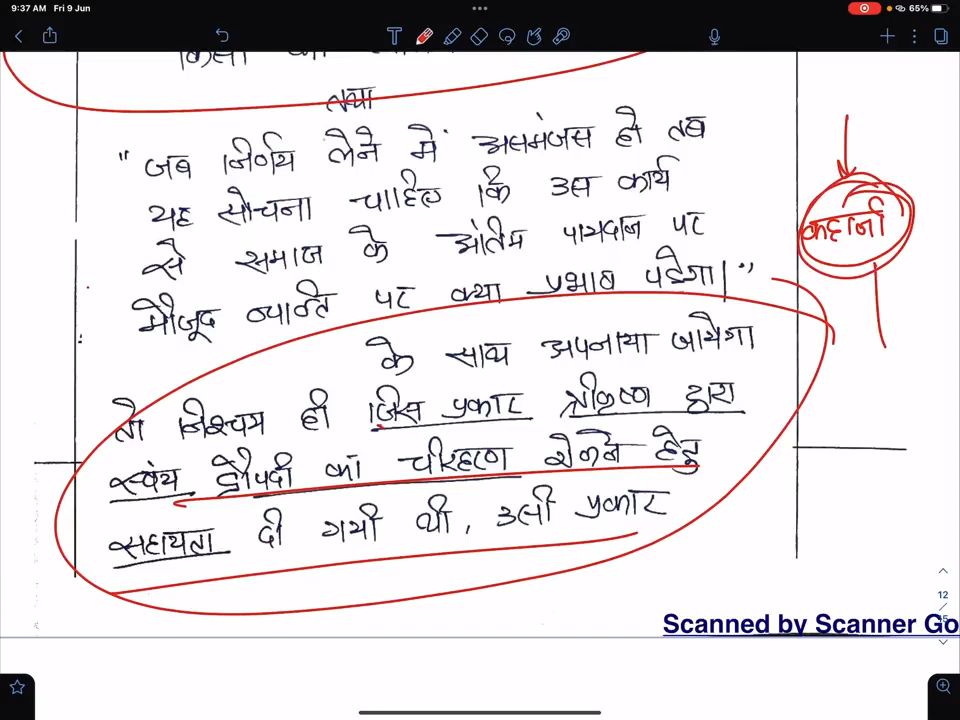 9:37 AM Fri 9 Jun
65%
तथा
" जब निर्णय लेने में असमंजस हो तब
यह सोचना चाहिए कि उस कार्य
से समाज के अंतिम पायदान पर
मौजूद व्यक्ति पर क्या प्रभाव पडेगा।"
कहानी
के साथ अपनाया जायेगा
तो निश्चय ही जिस प्रकार श्रीकृष्ण द्वारा
स्वंय द्रौपदी का चीरहरण रोकने हेतु
सहायता दी गयी थी, उसी प्रकार
12
/
Scanned by Scanner Go